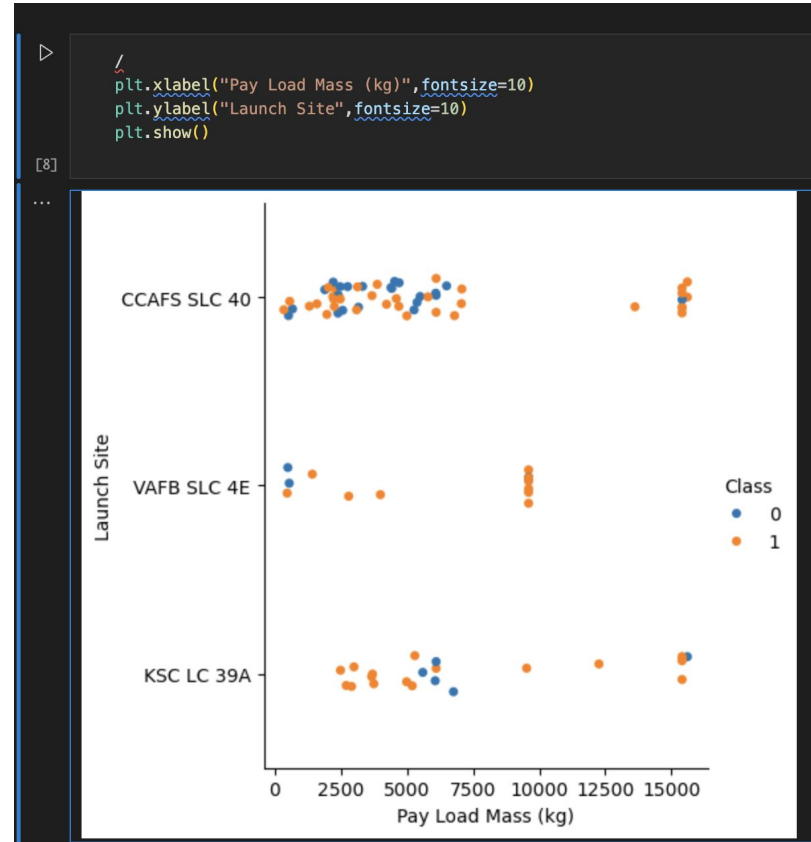 /
plt.xlabel("Pay Load Mass (kg)",fontsize=10)
plt.ylabel("Launch Site",fontsize=10)
plt.show()
[8]
...
CCAFS SLC 40
VAFB SLC 4E
KSC LC 39A
Launch Site
Class
0
1
0 2500 5000 7500 10000 12500 15000
Pay Load Mass (kg)